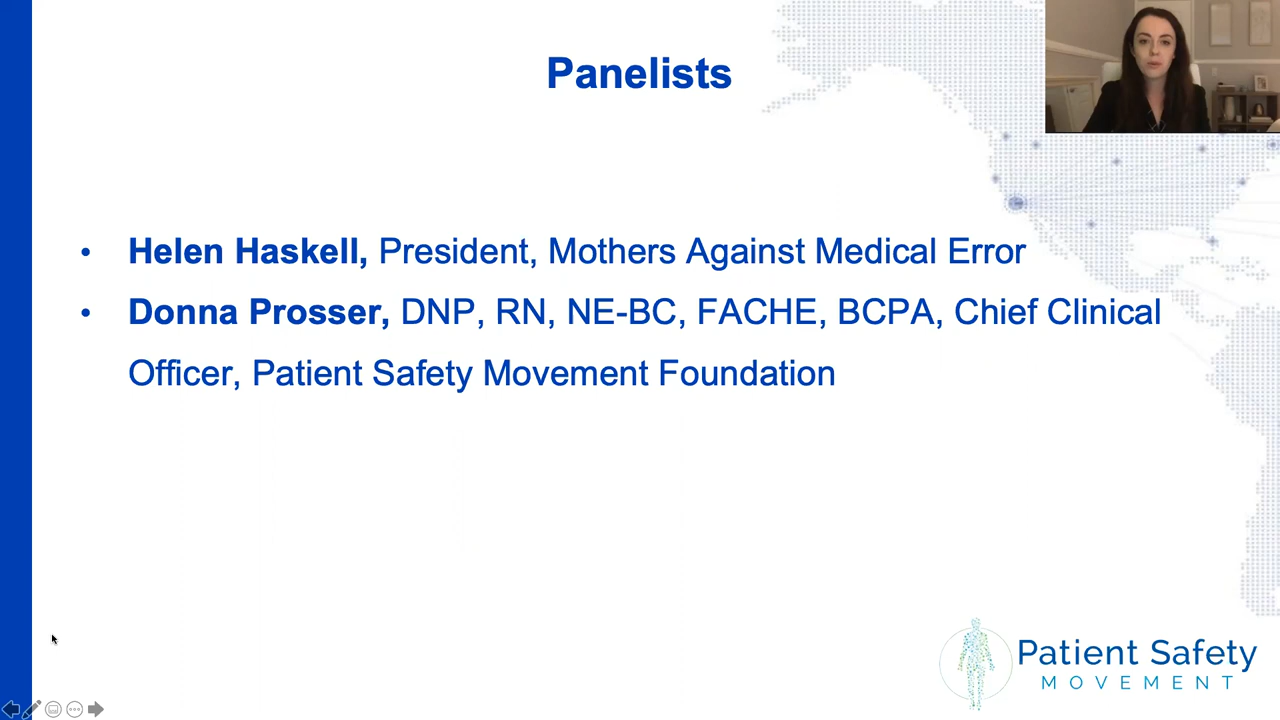 Panelists
• Helen Haskell, President, Mothers Against Medical Error
• Donna Prosser, DNP, RN, NE-BC, FACHE, BCPA, Chief Clinical
Officer, Patient Safety Movement Foundation
Patient Safety
MOVEMENT